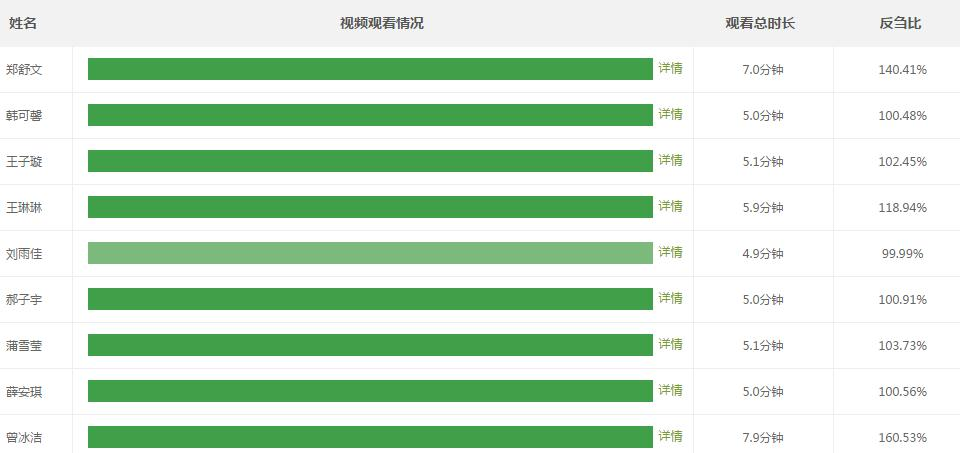 姓名 视频观看情况 观看总时长 反刍比
郑舒文 详情 7.0分钟 140.41%
韩可馨 详情 5.0分钟 100.48%
王子璇 详情 5.1分钟 102.45%
王琳琳 详情 5.9分钟 118.94%
刘雨佳 详情 4.9分钟 99.99%
郝子宇 详情 5.0分钟 100.91%
蒲雪莹 详情 5.1分钟 103.73%
薛安琪 详情 5.0分钟 100.56%
曾冰洁 详情 7.9分钟 160.53%